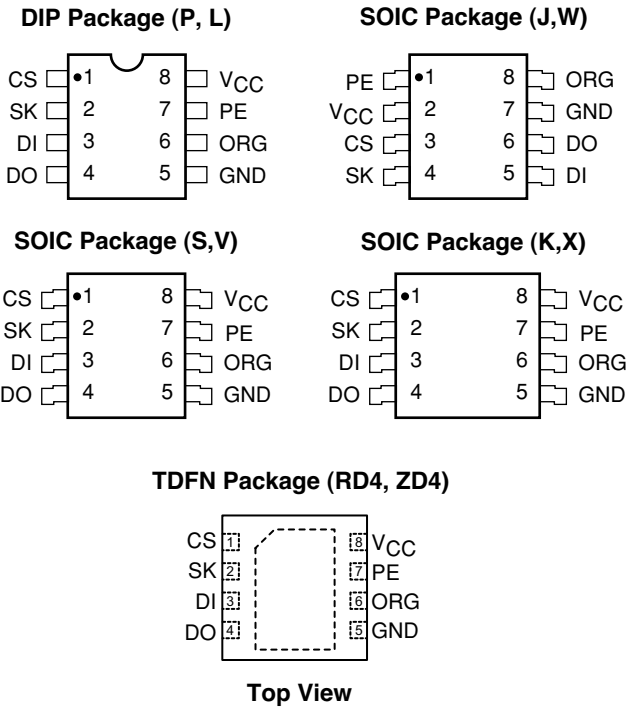 DIP Package (P, L)
CS 1 8 VCC
SK 2 7 PE
DI 3 6 ORG
DO 4 5 GND
SOIC Package (J,W)
PE 1 8 ORG
VCC 2 7 GND
CS 3 6 DO
SK 4 5 DI
SOIC Package (S,V)
CS 1 8 VCC
SK 2 7 PE
DI 3 6 ORG
DO 4 5 GND
SOIC Package (K,X)
CS 1 8 VCC
SK 2 7 PE
DI 3 6 ORG
DO 4 5 GND
TDFN Package (RD4, ZD4)
CS 1 8 VCC
SK 2 7 PE
DI 3 6 ORG
DO 4 5 GND
Top View